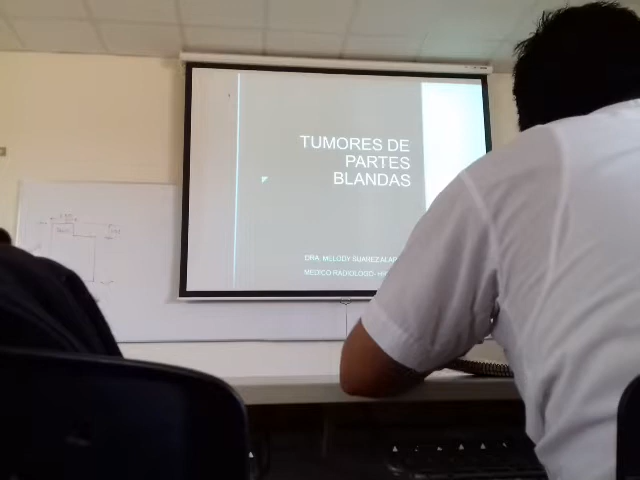 TUMORES DE
PARTES
BLANDAS
DRA. MELODY SUAREZ
MEDICO RADIOLOGO-